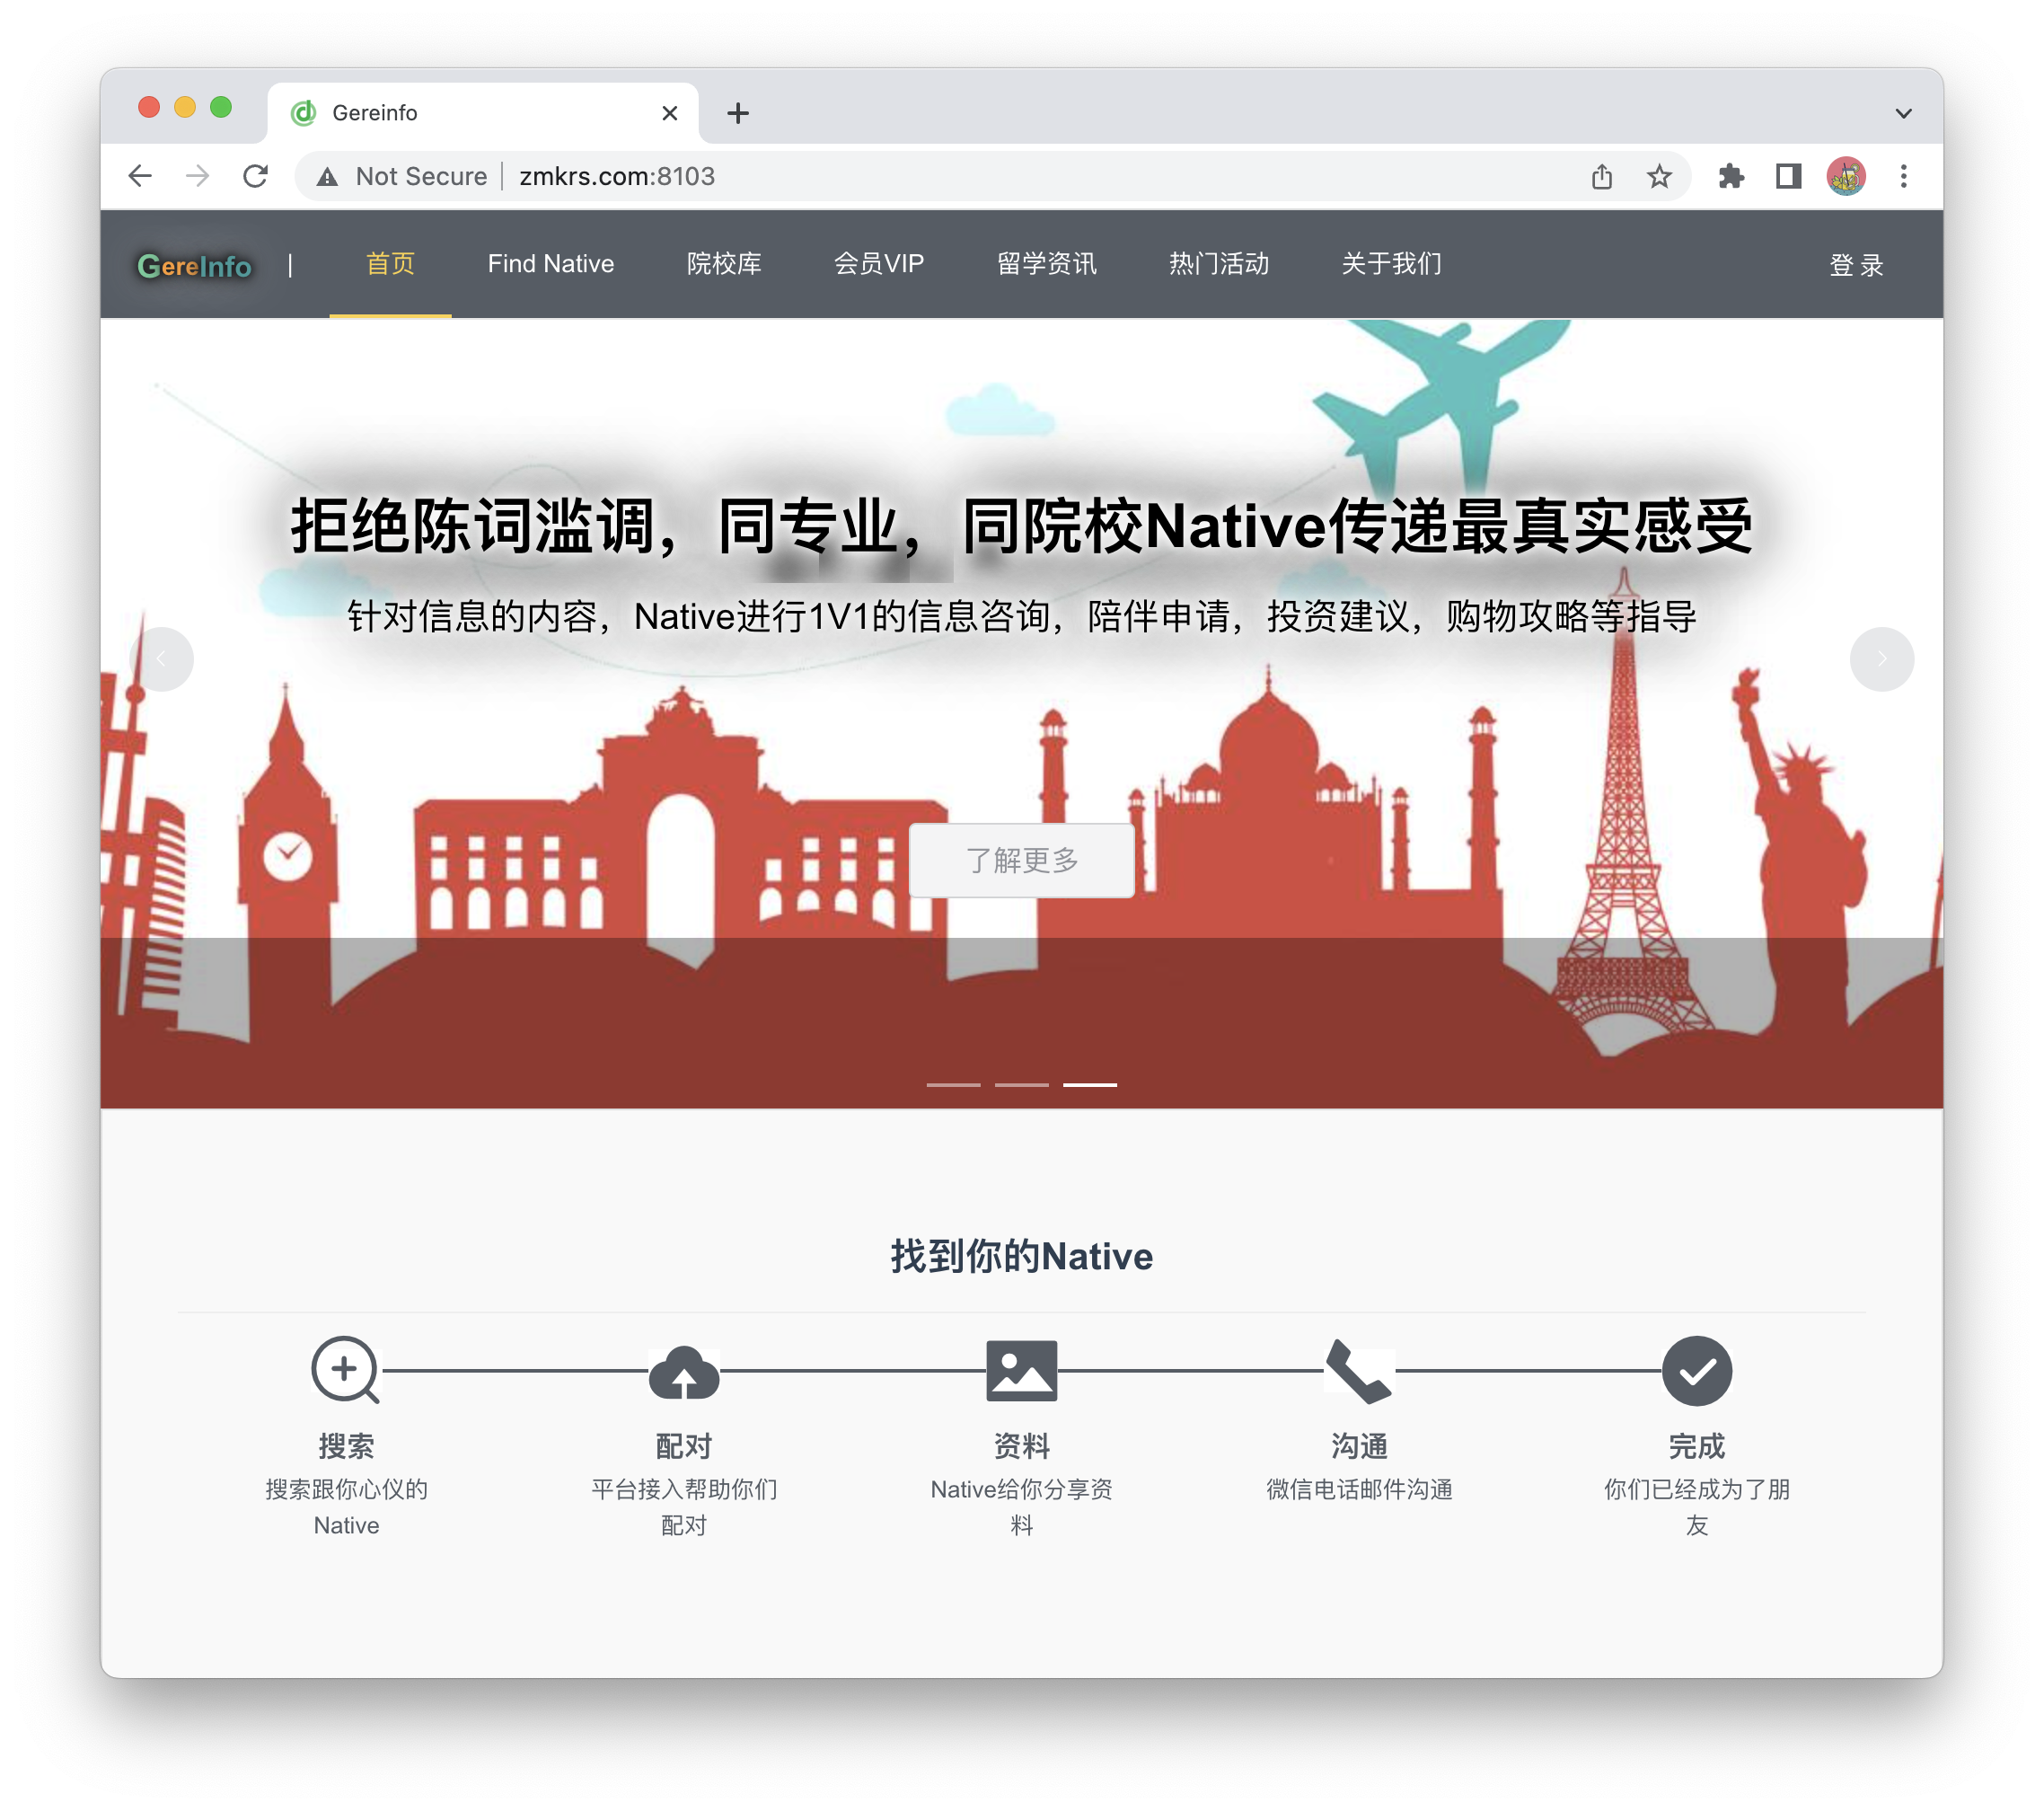 Gereinfo
Not Secure | zmkrs.com:8103
GereInfo | 首页 Find Native 院校库 会员VIP 留学资讯 热门活动 关于我们 登 录
拒绝陈词滥调，同专业，同院校Native传递最真实感受
针对信息的内容，Native进行1V1的信息咨询，陪伴申请，投资建议，购物攻略等指导
了解更多
找到你的Native
搜索
搜索跟你心仪的
Native
配对
平台接入帮助你们
配对
资料
Native给你分享资
料
沟通
微信电话邮件沟通
完成
你们已经成为了朋
友